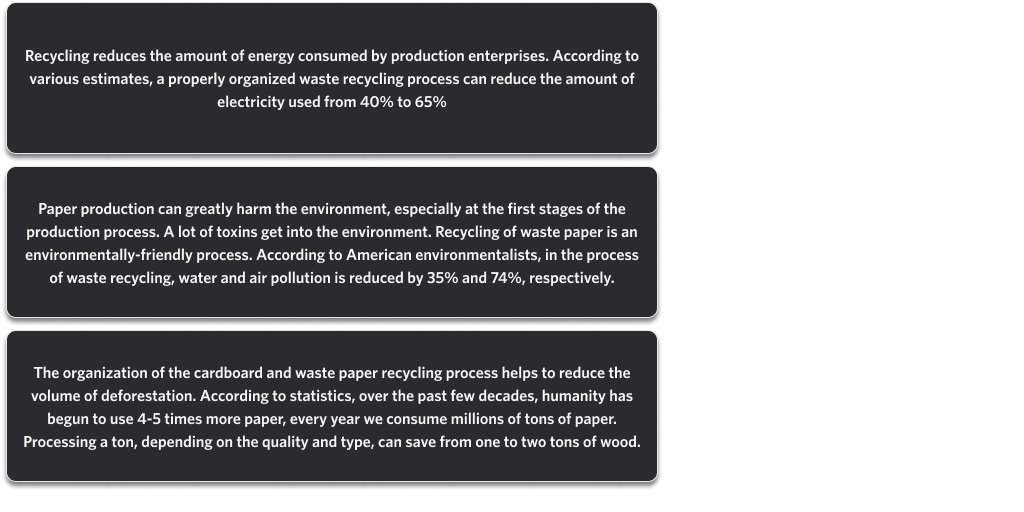 Recycling reduces the amount of energy consumed by production enterprises. According to
various estimates, a properly organized waste recycling process can reduce the amount of
electricity used from 40% to 65%
Paper production can greatly harm the environment, especially at the first stages of the
production process. A lot of toxins get into the environment. Recycling of waste paper is an
environmentally-friendly process. According to American environmentalists, in the process
of waste recycling, water and air pollution is reduced by 35% and 74%, respectively.
The organization of the cardboard and waste paper recycling process helps to reduce the
volume of deforestation. According to statistics, over the past few decades, humanity has
begun to use 4-5 times more paper, every year we consume millions of tons of paper.
Processing a ton, depending on the quality and type, can save from one to two tons of wood.